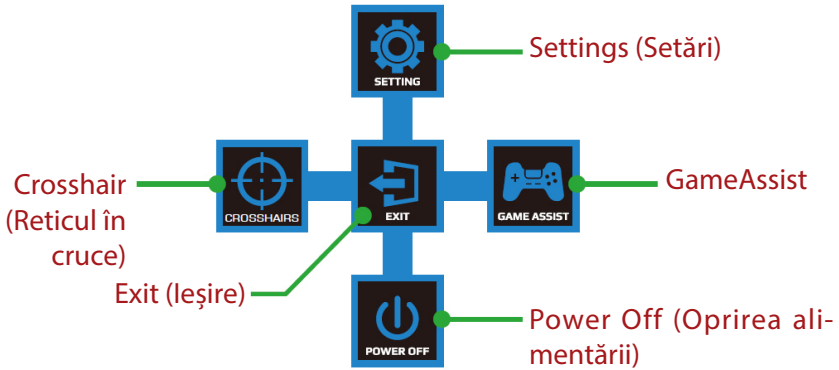 SETTING
Settings (Setări)
CROSSHAIRS
EXIT
GAME ASSIST
Crosshair
(Reticul în
cruce)
GameAssist
Exit (Ieșire)
POWER OFF
Power Off (Oprirea ali-
mentării)